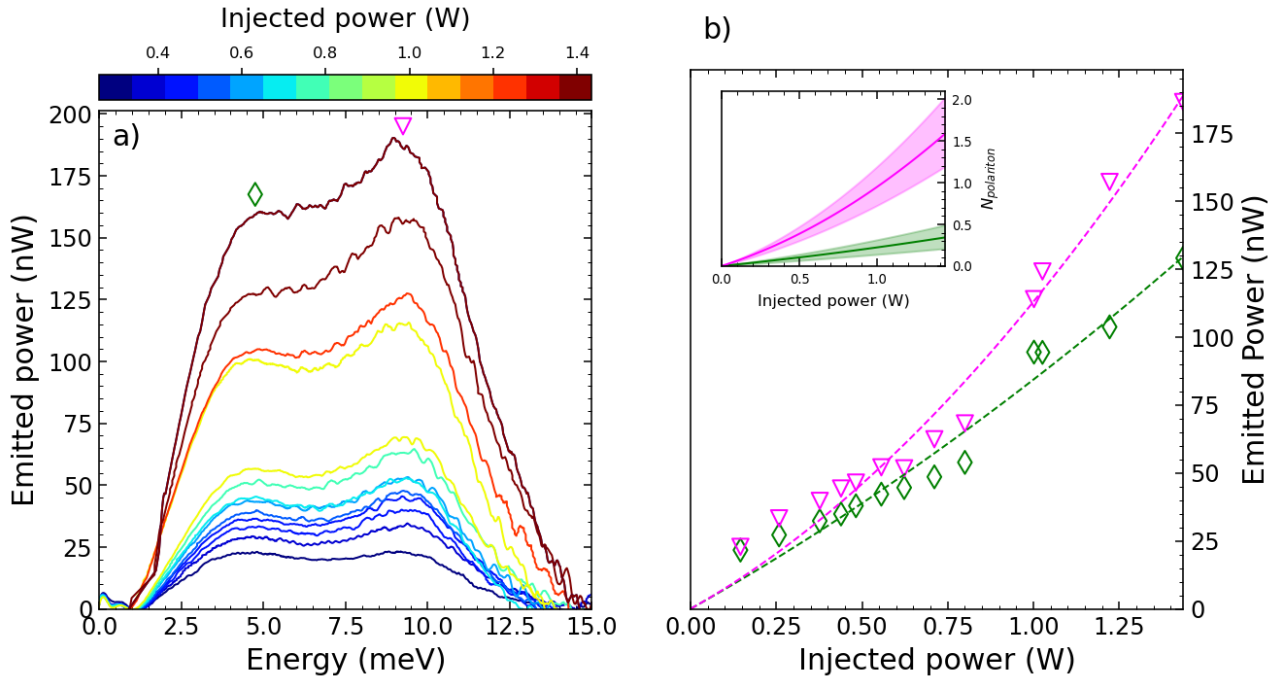 Injected power (W)
0.4 0.6 0.8 1.0 1.2 1.4
a)
200
175
150
125
100
75
50
25
0
Emitted power (nW)
0.0 2.5 5.0 7.5 10.0 12.5 15.0
Energy (meV)
b)
2.0
1.5
1.0
0.5
0.0
N_polariton
0.0 0.5 1.0
Injected power (W)
175
150
125
100
75
50
25
0
Emitted Power (nW)
0.00 0.25 0.50 0.75 1.00 1.25
Injected power (W)